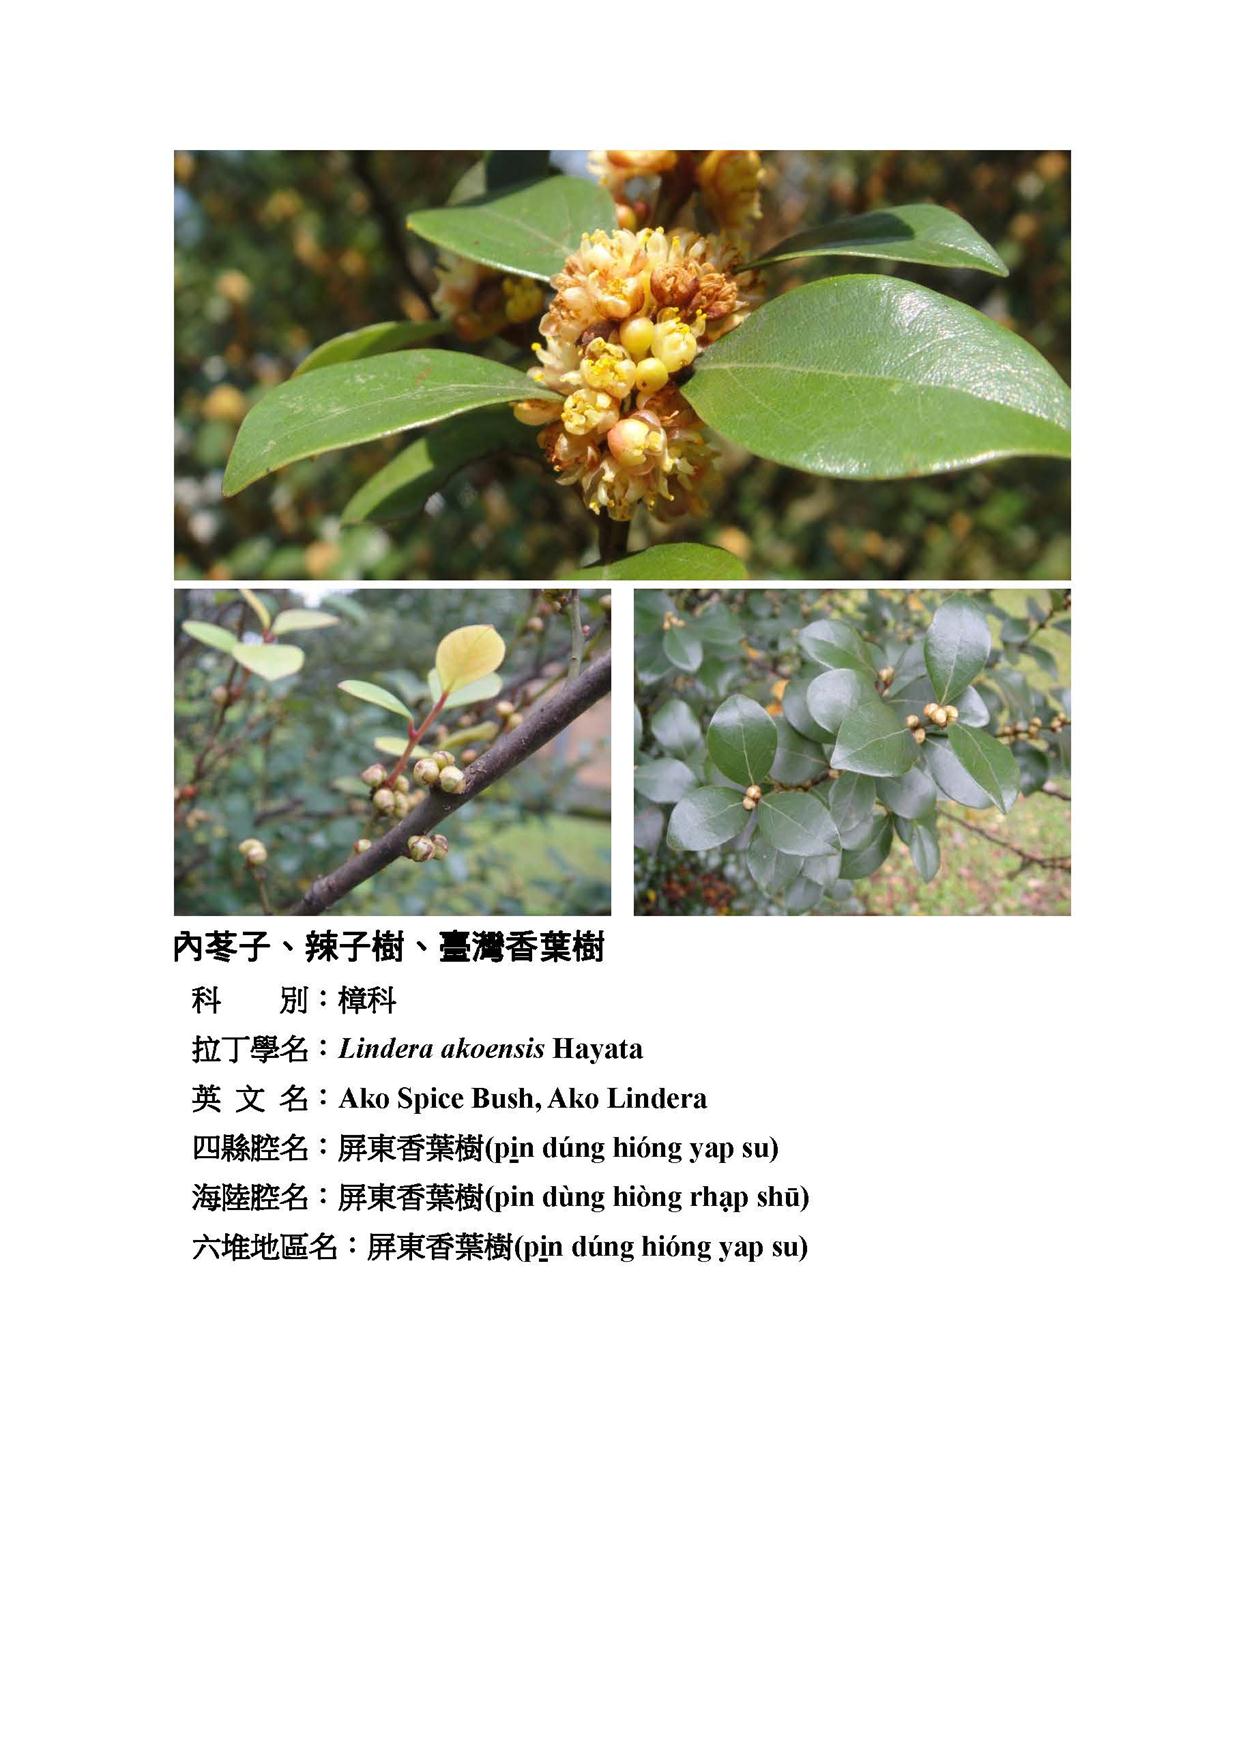 內苳子、辣子樹、臺灣香葉樹
科　　別：樟科
拉丁學名：Lindera akoensis Hayata
英 文 名：Ako Spice Bush, Ako Lindera
四縣腔名：屏東香葉樹(pi̲n dúng hióng yap su)
海陸腔名：屏東香葉樹(pin dùng hiòng rha̠p shū)
六堆地區名：屏東香葉樹(pi̲n dúng hióng yap su)